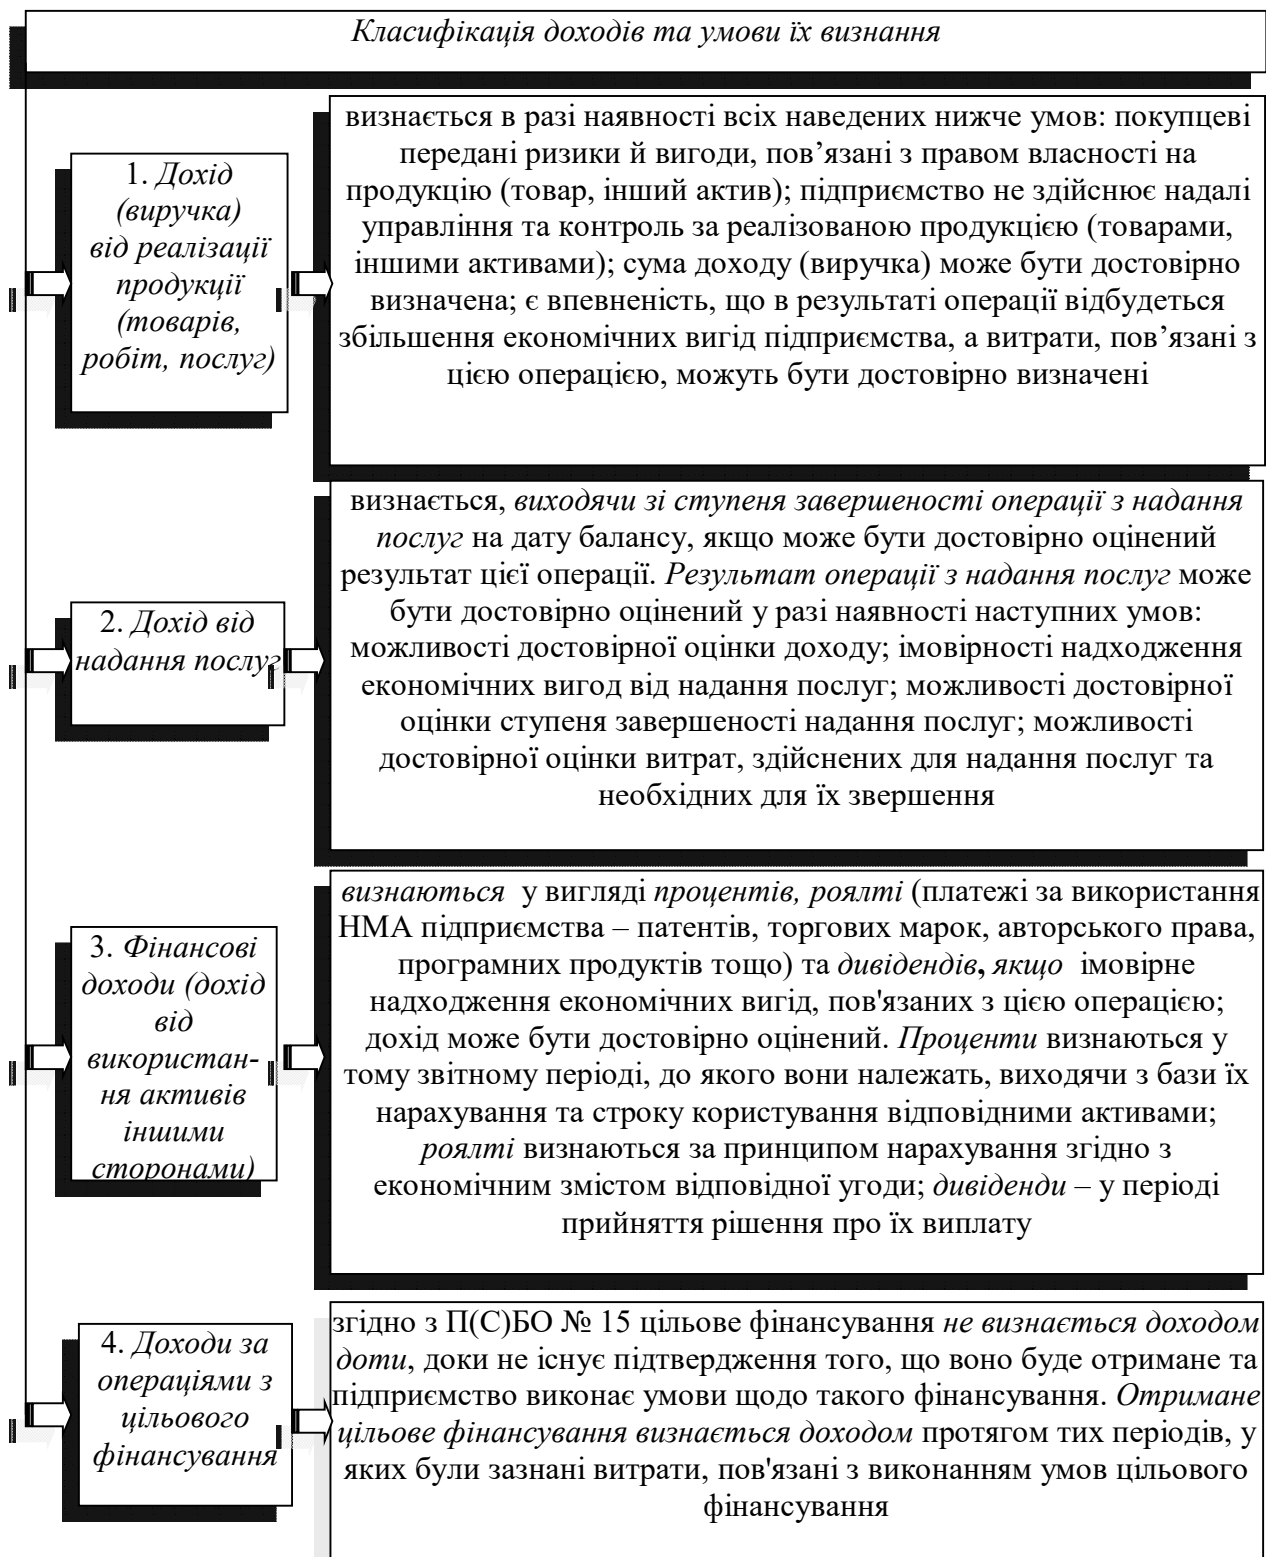 Класифікація доходів та умови їх визнання
1. Дохід
(виручка)
від реалізації
продукції
(товарів,
робіт, послуг)
визнається в разі наявності всіх наведених нижче умов: покупцеві
передані ризики й вигоди, пов’язані з правом власності на
продукцію (товар, інший актив); підприємство не здійснює надалі
управління та контроль за реалізованою продукцією (товарами,
іншими активами); сума доходу (виручка) може бути достовірно
визначена; є впевненість, що в результаті операції відбудеться
збільшення економічних вигід підприємства, а витрати, пов’язані з
цією операцією, можуть бути достовірно визначені
2. Дохід від
надання послуг
визнається, виходячи зі ступеня завершеності операції з надання
послуг на дату балансу, якщо може бути достовірно оцінений
результат цієї операції. Результат операції з надання послуг може
бути достовірно оцінений у разі наявності наступних умов:
можливості достовірної оцінки доходу; імовірності надходження
економічних вигод від надання послуг; можливості достовірної
оцінки ступеня завершеності надання послуг; можливості
достовірної оцінки витрат, здійснених для надання послуг та
необхідних для їх звершення
3. Фінансові
доходи (дохід
від
використан-
ня активів
іншими
сторонами)
визнаються у вигляді процентів, роялті (платежі за використання
НМА підприємства – патентів, торгових марок, авторського права,
програмних продуктів тощо) та дивідендів, якщо імовірне
надходження економічних вигід, пов'язаних з цією операцією;
дохід може бути достовірно оцінений. Проценти визнаються у
тому звітному періоді, до якого вони належать, виходячи з бази їх
нарахування та строку користування відповідними активами;
роялті визнаються за принципом нарахування згідно з
економічним змістом відповідної угоди; дивіденди – у періоді
прийняття рішення про їх виплату
4. Доходи за
операціями з
цільового
фінансування
згідно з П(С)БО № 15 цільове фінансування не визнається доходом
доти, доки не існує підтвердження того, що воно буде отримане та
підприємство виконає умови щодо такого фінансування. Отримане
цільове фінансування визнається доходом протягом тих періодів, у
яких були зазнані витрати, пов'язані з виконанням умов цільового
фінансування